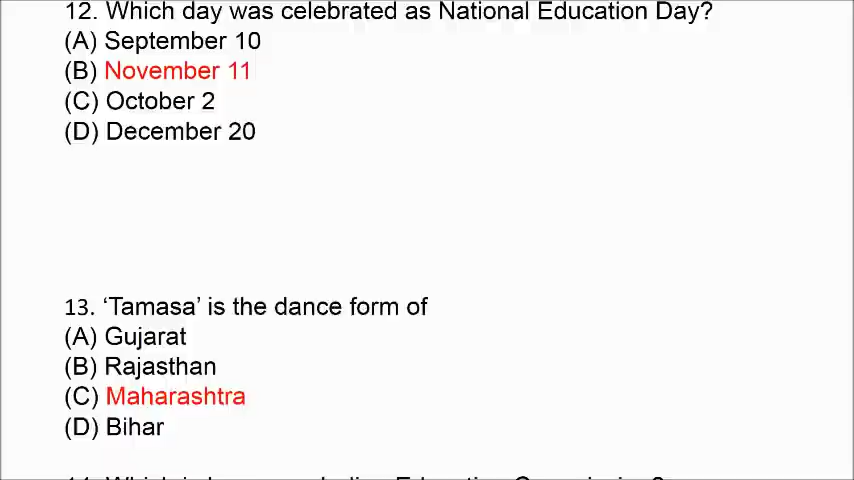 12. Which day was celebrated as National Education Day?
(A) September 10
(B) November 11
(C) October 2
(D) December 20
13. ‘Tamasa’ is the dance form of
(A) Gujarat
(B) Rajasthan
(C) Maharashtra
(D) Bihar